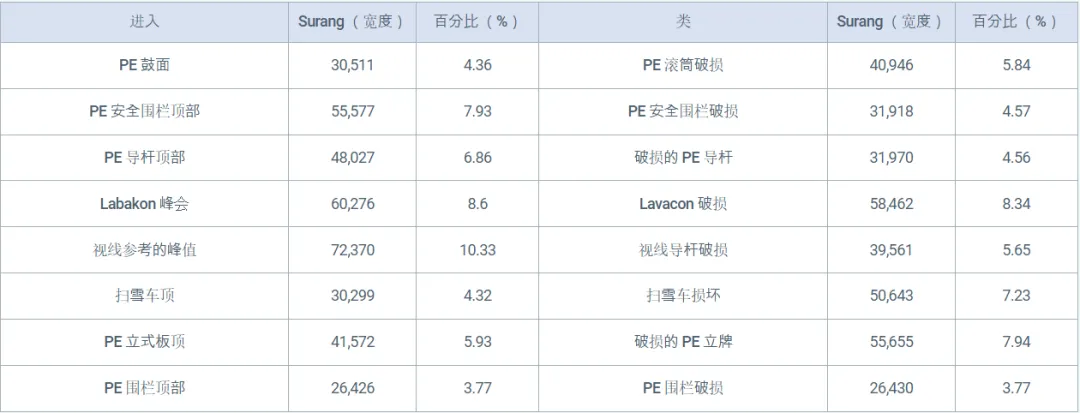 进入 Surang（宽度） 百分比（%） 类 Surang（宽度） 百分比（%）
PE 鼓面 30,511 4.36 PE 滚筒破损 40,946 5.84
PE 安全围栏顶部 55,577 7.93 PE 安全围栏破损 31,918 4.57
PE 导杆顶部 48,027 6.86 破损的 PE 导杆 31,970 4.56
Labakon 峰会 60,276 8.6 Lavacon 破损 58,462 8.34
视线参考的峰值 72,370 10.33 视线导杆破损 39,561 5.65
扫雪车顶 30,299 4.32 扫雪车损坏 50,643 7.23
PE 立式板顶 41,572 5.93 破损的 PE 立牌 55,655 7.94
PE 围栏顶部 26,426 3.77 PE 围栏破损 26,430 3.77